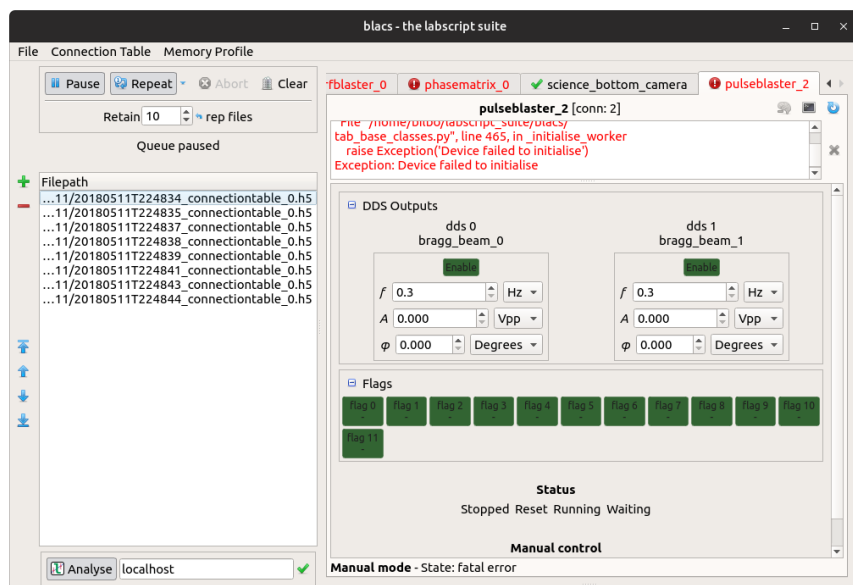 blacs - the labscript suite
File Connection Table Memory Profile
Pause Repeat Abort Clear
Retain 10 rep files
Queue paused
Filepath
...11/20180511T224834_connectiontable_0.h5
...11/20180511T224835_connectiontable_0.h5
...11/20180511T224837_connectiontable_0.h5
...11/20180511T224838_connectiontable_0.h5
...11/20180511T224839_connectiontable_0.h5
...11/20180511T224841_connectiontable_0.h5
...11/20180511T224843_connectiontable_0.h5
...11/20180511T224844_connectiontable_0.h5
Analyse localhost
rfblaster_0 phasematrix_0 science_bottom_camera pulseblaster_2
pulseblaster_2 [conn: 2]
File "/home/bilbo/labscript_suite/blacs/
tab_base_classes.py", line 465, in _initialise_worker
raise Exception('Device failed to initialise')
Exception: Device failed to initialise
DDS Outputs
dds 0 dds 1
bragg_beam_0 bragg_beam_1
Enable Enable
f 0.3 Hz f 0.3 Hz
A 0.000 Vpp A 0.000 Vpp
φ 0.000 Degrees φ 0.000 Degrees
Flags
flag 0 flag 1 flag 2 flag 3 flag 4 flag 5 flag 6 flag 7 flag 8 flag 9 flag 10
- - - - - - - - - - -
flag 11
-
Status
Stopped Reset Running Waiting
Manual control
Manual mode - State: fatal error